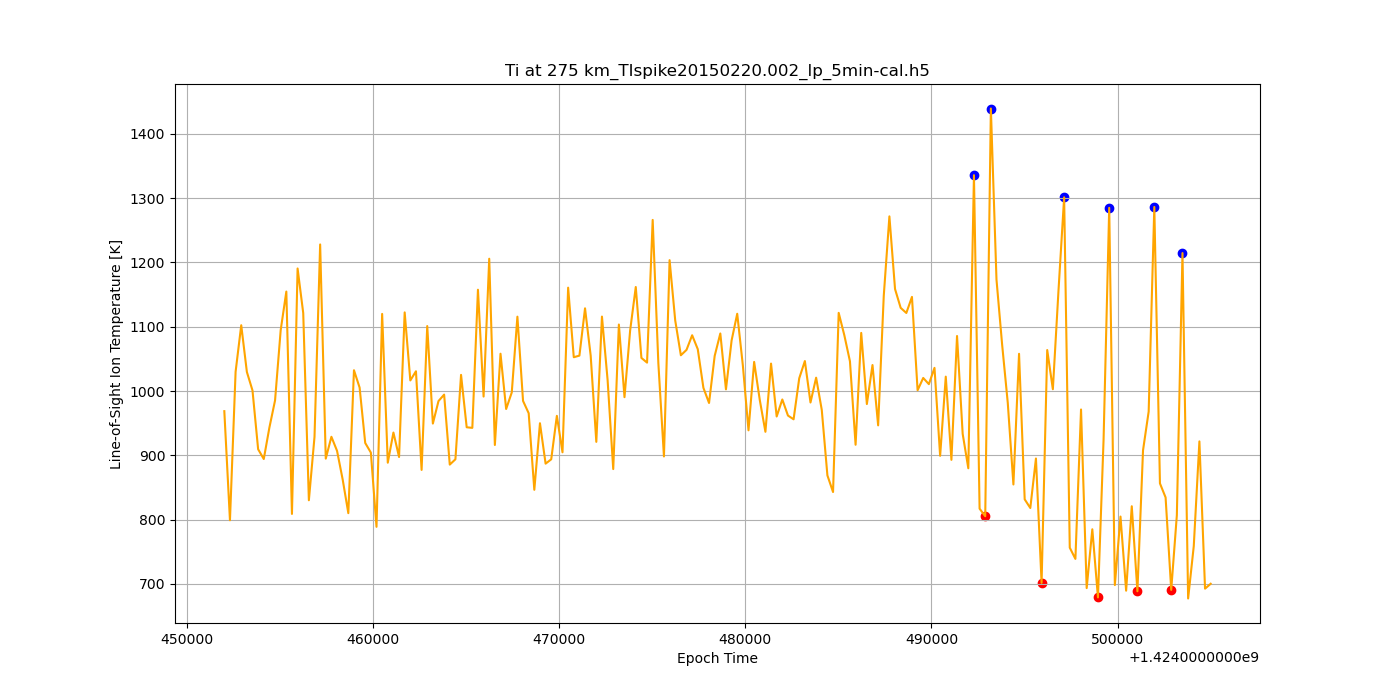 Ti at 275 km_TIspike20150220.002_lp_5min-cal.h5
Line-of-Sight Ion Temperature [K]
1400
1300
1200
1100
1000
900
800
700
450000 460000 470000 480000 490000 500000
Epoch Time
+1.4240000000e9